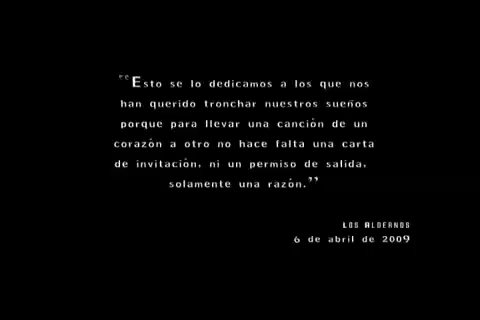 "Esto se lo dedicamos a los que nos
han querido tronchar nuestros sueños
porque para llevar una canción de un
corazón a otro no hace falta una carta
de invitación, ni un permiso de salida,
solamente una razón."
Los Aldeanos
6 de abril de 2009